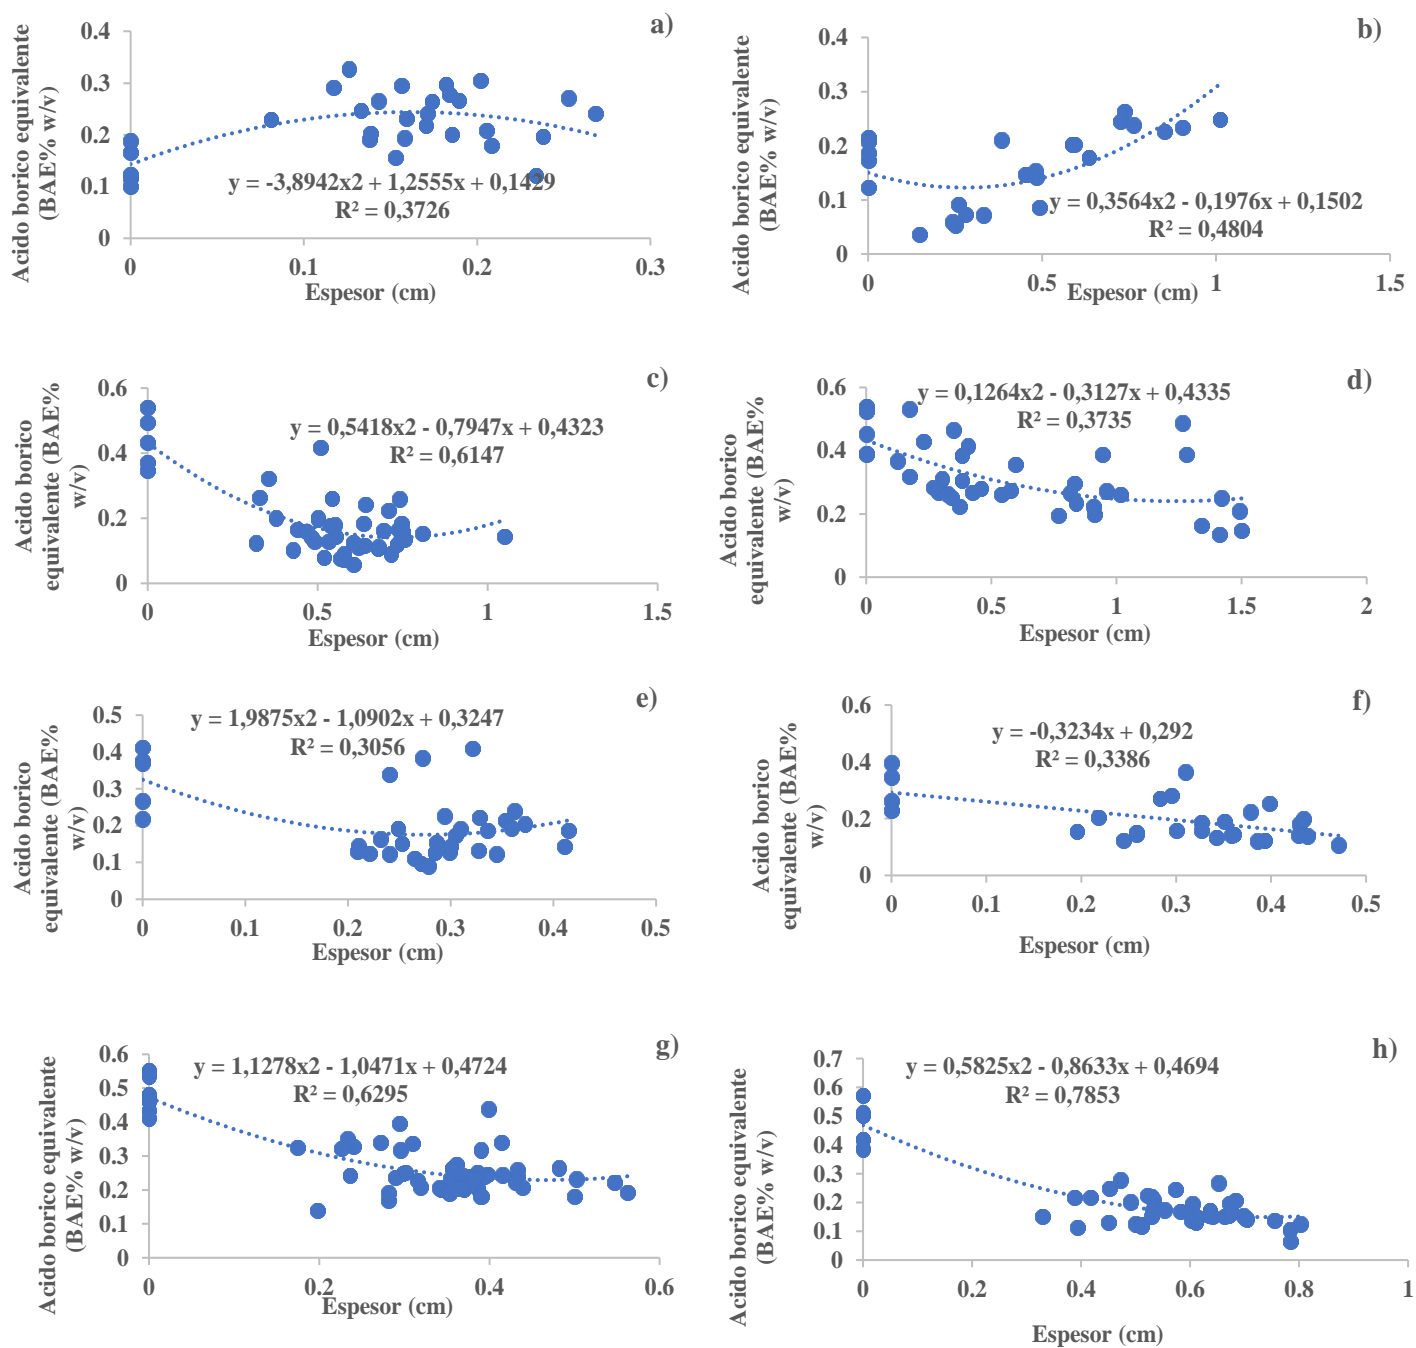 a)
Acido borico equivalente
(BAE% w/v)
0.4
0.3
0.2
0.1
0
y = -3,8942x2 + 1,2555x + 0,1429
R² = 0,3726
0
0.1
0.2
0.3
Espesor (cm)
b)
Acido borico equivalente
(BAE% w/v)
0.4
0.3
0.2
0.1
0
y = 0,3564x2 - 0,1976x + 0,1502
R² = 0,4804
0
0.5
1
1.5
Espesor (cm)
c)
Acido borico
equivalente (BAE%
w/v)
0.6
0.4
0.2
0
y = 0,5418x2 - 0,7947x + 0,4323
R² = 0,6147
0
0.5
1
1.5
Espesor (cm)
d)
Acido borico
equivalente (BAE%
w/v)
0.6
0.4
0.2
0
y = 0,1264x2 - 0,3127x + 0,4335
R² = 0,3735
0
0.5
1
1.5
2
Espesor (cm)
e)
Acido borico
equivalente (BAE%
w/v)
0.5
0.4
0.3
0.2
0.1
0
y = 1,9875x2 - 1,0902x + 0,3247
R² = 0,3056
0
0.1
0.2
0.3
0.4
0.5
Espesor (cm)
f)
Acido borico
equivalente (BAE%
w/v)
0.6
0.4
0.2
0
y = -0,3234x + 0,292
R² = 0,3386
0
0.1
0.2
0.3
0.4
0.5
Espesor (cm)
g)
Acido borico equivalente
(BAE% w/v)
0.6
0.5
0.4
0.3
0.2
0.1
0
y = 1,1278x2 - 1,0471x + 0,4724
R² = 0,6295
0
0.2
0.4
0.6
Espesor (cm)
h)
Acido borico equivalente
(BAE% w/v)
0.7
0.6
0.5
0.4
0.3
0.2
0.1
0
y = 0,5825x2 - 0,8633x + 0,4694
R² = 0,7853
0
0.2
0.4
0.6
0.8
1
Espesor (cm)